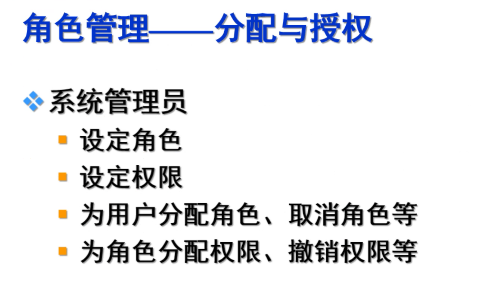 角色管理——分配与授权
系统管理员
设定角色
设定权限
为用户分配角色、取消角色等
为角色分配权限、撤销权限等